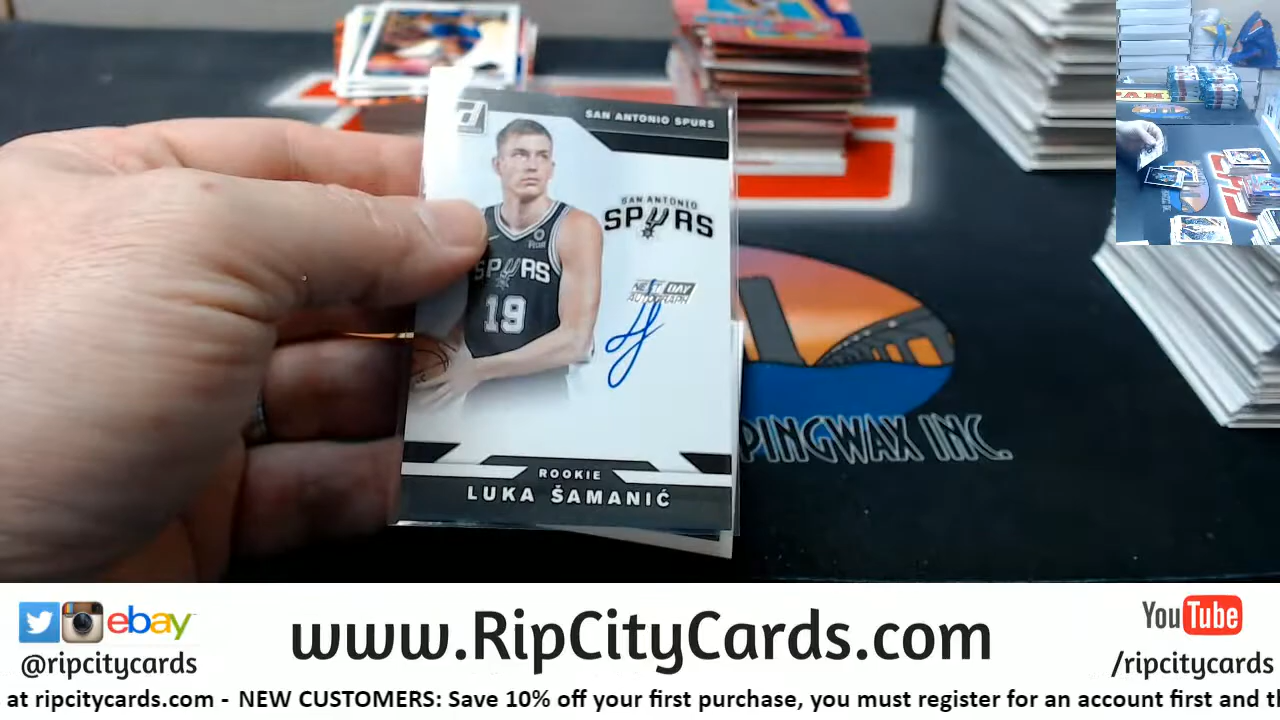 SAN ANTONIO SPURS
SAN ANTONIO
SPURS
SPURS
19
NEXT DAY
AUTOGRAPH
ROOKIE
LUKA ŠAMANIĆ
PINGWAX INC.
ebay
@ripcitycards
www.RipCityCards.com
YouTube
/ripcitycards
at ripcitycards.com - NEW CUSTOMERS: Save 10% off your first purchase, you must register for an account first and th